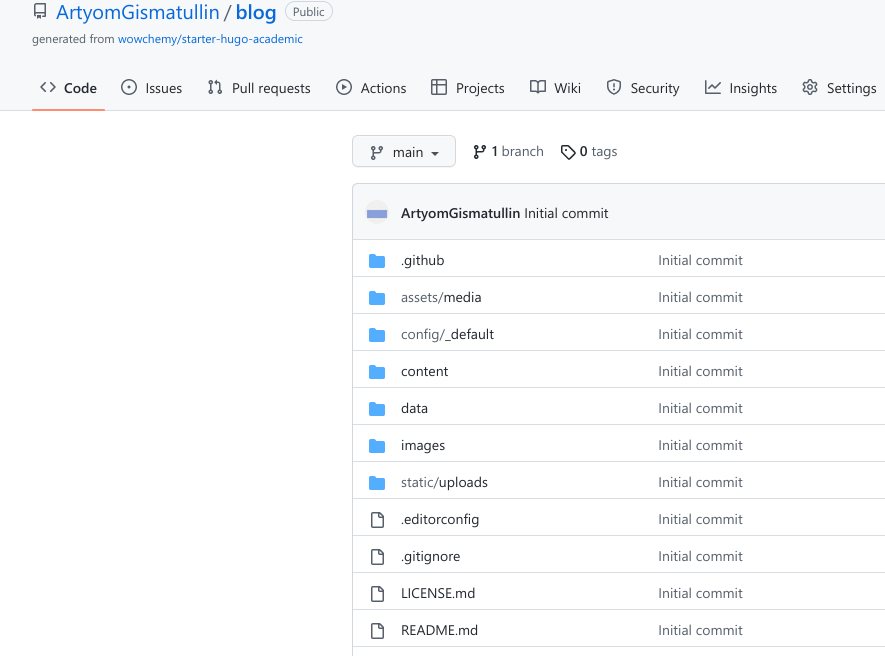 ArtyomGismatullin / blog Public
generated from wowchemy/starter-hugo-academic
Code Issues Pull requests Actions Projects Wiki Security Insights Settings
main 1 branch 0 tags
ArtyomGismatullin Initial commit
.github Initial commit
assets/media Initial commit
config/_default Initial commit
content Initial commit
data Initial commit
images Initial commit
static/uploads Initial commit
.editorconfig Initial commit
.gitignore Initial commit
LICENSE.md Initial commit
README.md Initial commit